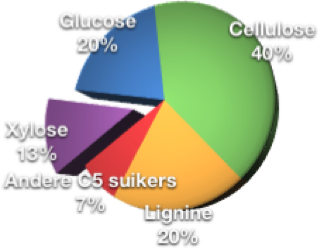 Glucose
20%
Cellulose
40%
Xylose
13%
Andere C5 suikers
7%
Lignine
20%